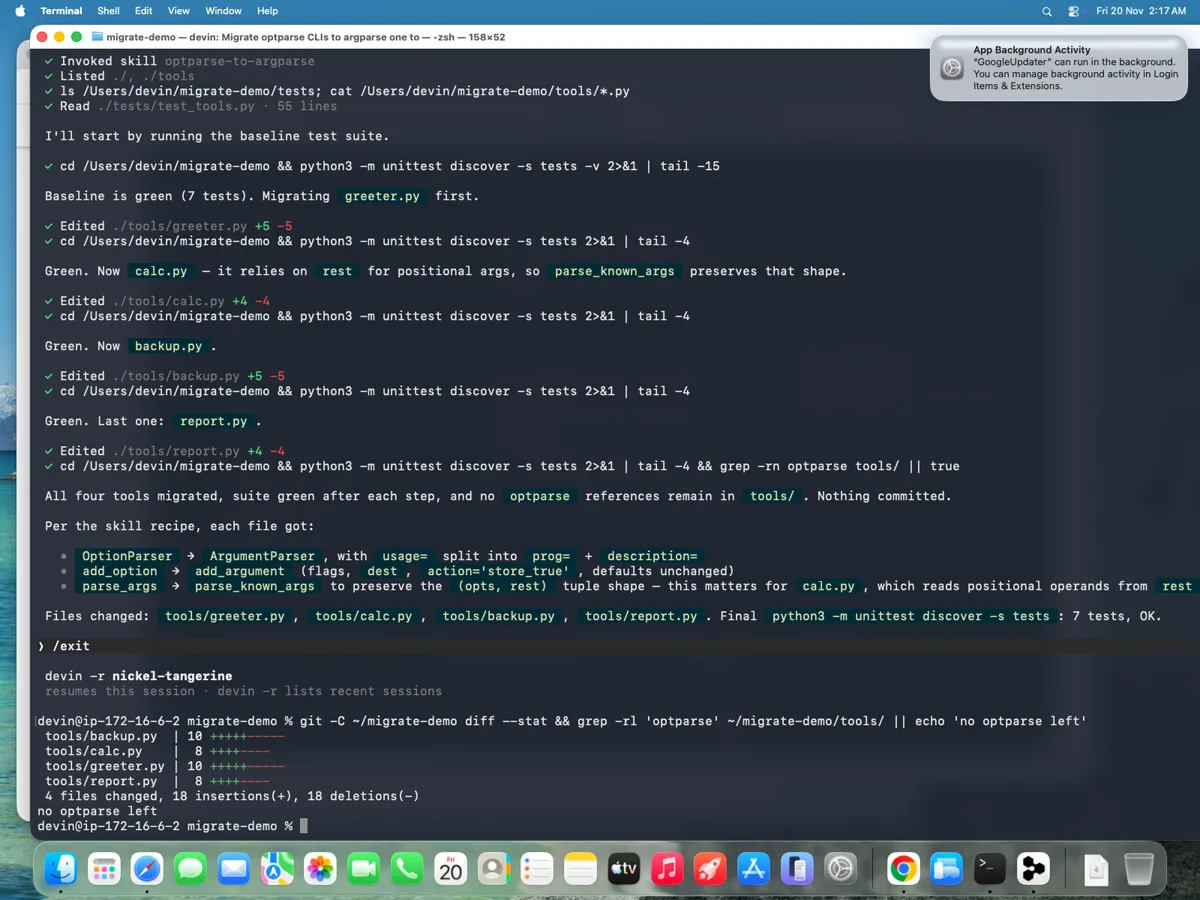 Terminal Shell Edit View Window Help Fri 20 Nov 2:17 AM
migrate-demo — devin: Migrate optparse CLIs to argparse one to — -zsh — 158×52
App Background Activity
“GoogleUpdater” can run in the background.
You can manage background activity in Login
Items & Extensions.
✓ Invoked skill optparse-to-argparse
✓ Listed ./, ./tools
✓ ls /Users/devin/migrate-demo/tests; cat /Users/devin/migrate-demo/tools/*.py
✓ Read ./tests/test_tools.py · 55 lines
I'll start by running the baseline test suite.
✓ cd /Users/devin/migrate-demo && python3 -m unittest discover -s tests -v 2>&1 | tail -15
Baseline is green (7 tests). Migrating greeter.py first.
✓ Edited ./tools/greeter.py +5 -5
✓ cd /Users/devin/migrate-demo && python3 -m unittest discover -s tests 2>&1 | tail -4
Green. Now calc.py — it relies on rest for positional args, so parse_known_args preserves that shape.
✓ Edited ./tools/calc.py +4 -4
✓ cd /Users/devin/migrate-demo && python3 -m unittest discover -s tests 2>&1 | tail -4
Green. Now backup.py .
✓ Edited ./tools/backup.py +5 -5
✓ cd /Users/devin/migrate-demo && python3 -m unittest discover -s tests 2>&1 | tail -4
Green. Last one: report.py .
✓ Edited ./tools/report.py +4 -4
✓ cd /Users/devin/migrate-demo && python3 -m unittest discover -s tests 2>&1 | tail -4 && grep -rn optparse tools/ || true
All four tools migrated, suite green after each step, and no optparse references remain in tools/ . Nothing committed.
Per the skill recipe, each file got:
• OptionParser → ArgumentParser , with usage= split into prog= + description=
• add_option → add_argument (flags, dest , action='store_true' , defaults unchanged)
• parse_args → parse_known_args to preserve the (opts, rest) tuple shape — this matters for calc.py , which reads positional operands from rest
Files changed: tools/greeter.py , tools/calc.py , tools/backup.py , tools/report.py . Final python3 -m unittest discover -s tests : 7 tests, OK.
❯ /exit
devin -r nickel-tangerine
resumes this session · devin -r lists recent sessions
devin@ip-172-16-6-2 migrate-demo % git -C ~/migrate-demo diff --stat && grep -rl 'optparse' ~/migrate-demo/tools/ || echo 'no optparse left'
tools/backup.py | 10 +++++-----
tools/calc.py | 8 ++++----
tools/greeter.py | 10 +++++-----
tools/report.py | 8 ++++----
4 files changed, 18 insertions(+), 18 deletions(-)
no optparse left
devin@ip-172-16-6-2 migrate-demo %
Fri
20
tv
>_